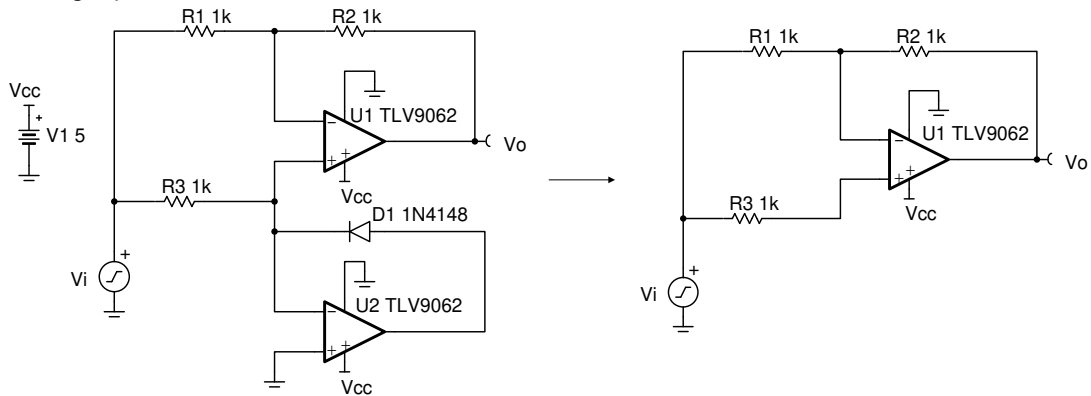 R1 1k
R2 1k
Vcc
+
V1 5
U1 TLV9062
Vo
Vcc
R3 1k
D1 1N4148
Vi
+
U2 TLV9062
Vcc
R1 1k
R2 1k
U1 TLV9062
Vo
Vcc
R3 1k
Vi
+